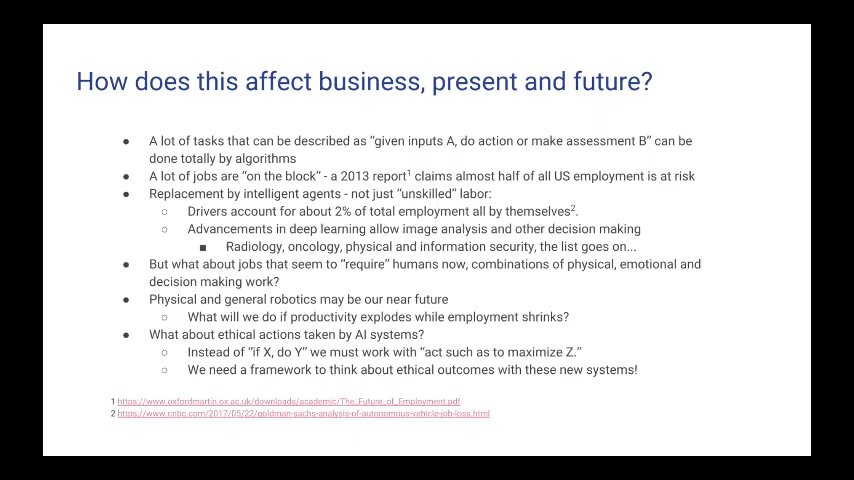 How does this affect business, present and future?
● A lot of tasks that can be described as “given inputs A, do action or make assessment B” can be
done totally by algorithms
● A lot of jobs are “on the block” - a 2013 report¹ claims almost half of all US employment is at risk
● Replacement by intelligent agents - not just “unskilled” labor:
○ Drivers account for about 2% of total employment all by themselves².
○ Advancements in deep learning allow image analysis and other decision making
■ Radiology, oncology, physical and information security, the list goes on...
● But what about jobs that seem to “require” humans now, combinations of physical, emotional and
decision making work?
● Physical and general robotics may be our near future
○ What will we do if productivity explodes while employment shrinks?
● What about ethical actions taken by AI systems?
○ Instead of “if X, do Y” we must work with “act such as to maximize Z.”
○ We need a framework to think about ethical outcomes with these new systems!
1 https://www.oxfordmartin.ox.ac.uk/downloads/academic/The_Future_of_Employment.pdf
2 https://www.cnbc.com/2017/05/22/goldman-sachs-analysis-of-autonomous-vehicle-job-loss.html